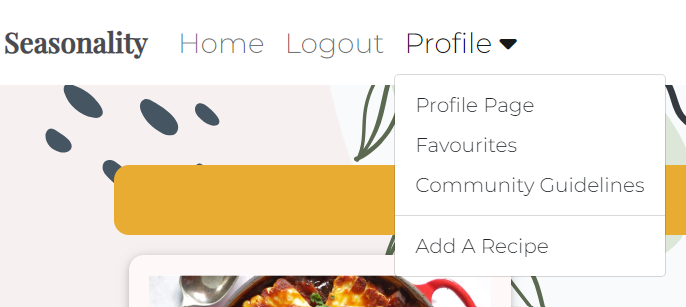 Seasonality Home Logout Profile
Profile Page
Favourites
Community Guidelines
Add A Recipe